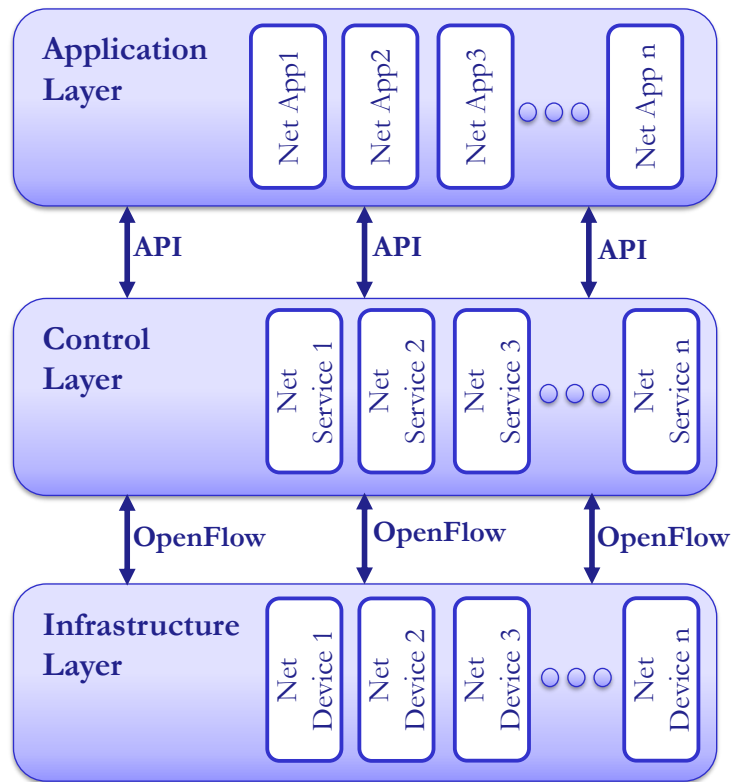 Application
Layer
Net App1
Net App2
Net App3
Net App n
API
API
API
Control
Layer
Net
Service 1
Net
Service 2
Net
Service 3
Net
Service n
OpenFlow
OpenFlow
OpenFlow
Infrastructure
Layer
Net
Device 1
Net
Device 2
Net
Device 3
Net
Device n